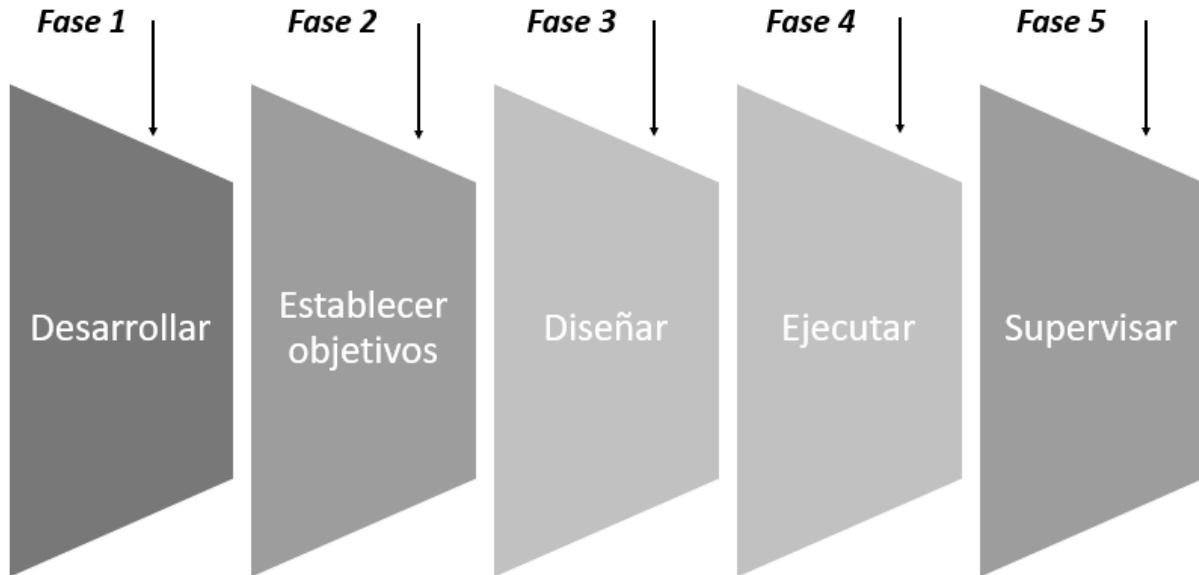 Fase 1
Fase 2
Fase 3
Fase 4
Fase 5
Desarrollar
Establecer
objetivos
Diseñar
Ejecutar
Supervisar